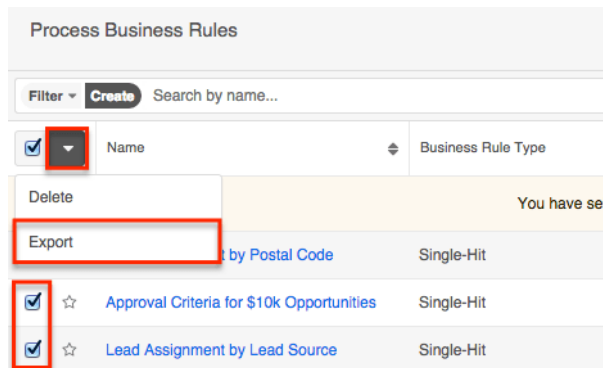 Process Business Rules
Filter Create Search by name...
Name Business Rule Type
Delete
You have se
Export
t by Postal Code Single-Hit
Approval Criteria for $10k Opportunities Single-Hit
Lead Assignment by Lead Source Single-Hit